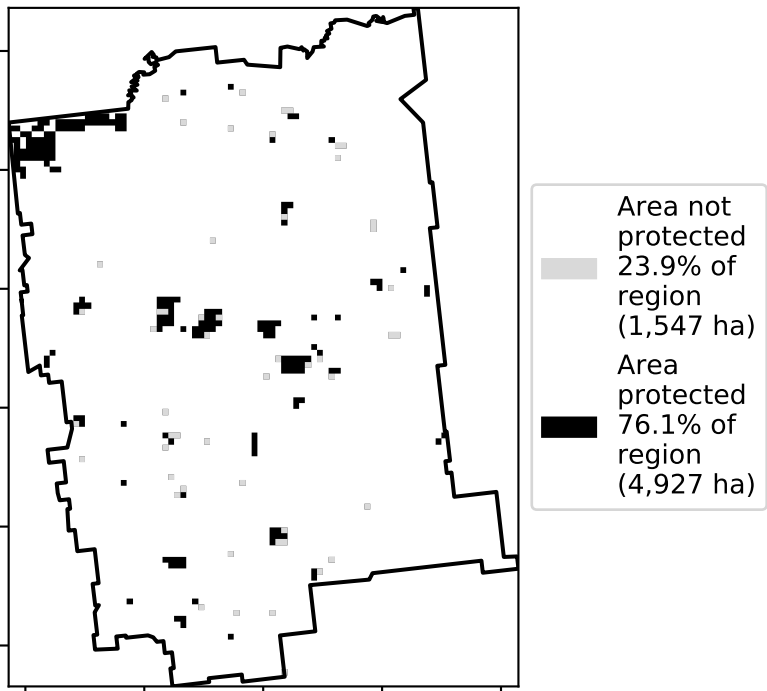 Area not
protected
23.9% of
region
(1,547 ha)
Area
protected
76.1% of
region
(4,927 ha)